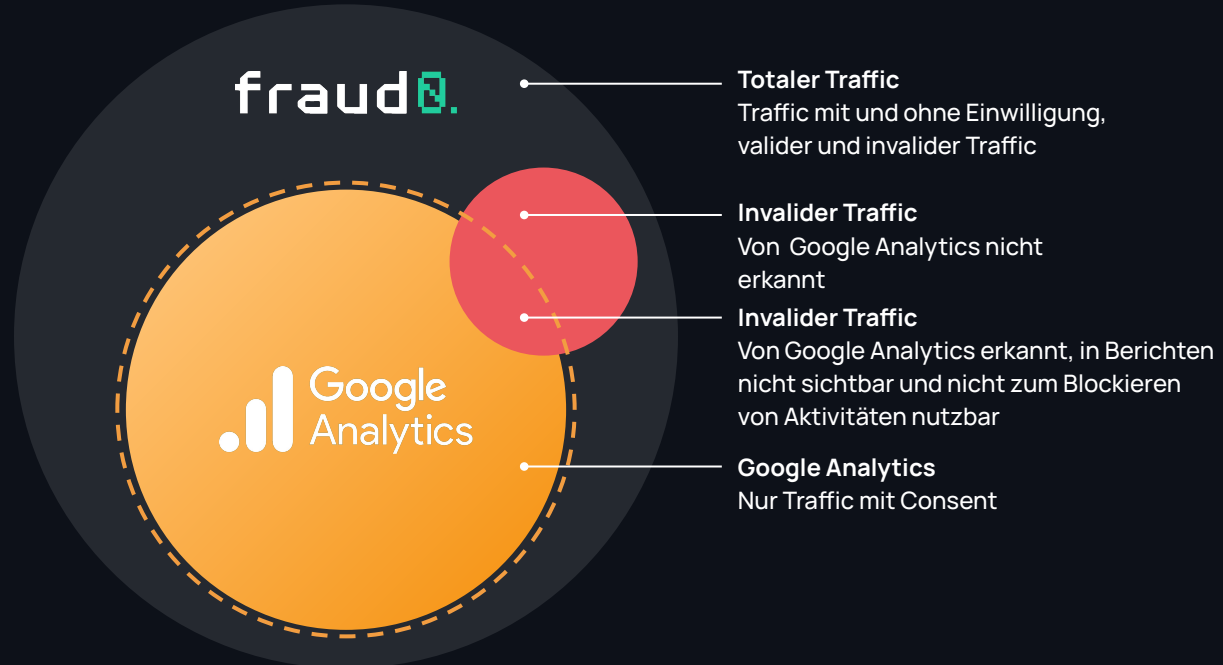 fraud0.
Totaler Traffic
Traffic mit und ohne Einwilligung,
valider und invalider Traffic
Invalider Traffic
Von Google Analytics nicht
erkannt
Invalider Traffic
Von Google Analytics erkannt, in Berichten
nicht sichtbar und nicht zum Blockieren
von Aktivitäten nutzbar
Google
Analytics
Google Analytics
Nur Traffic mit Consent